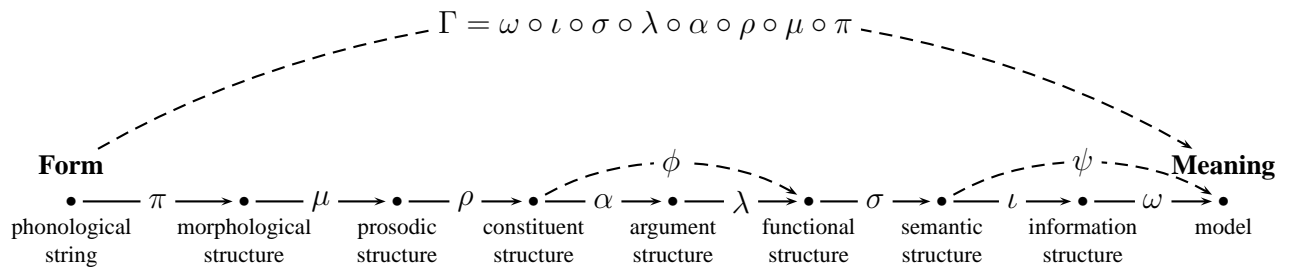 Γ = ω ∘ ι ∘ σ ∘ λ ∘ α ∘ ρ ∘ μ ∘ π
Form ϕ ψ Meaning
π μ ρ α λ σ ι ω
phonological morphological prosodic constituent argument functional semantic information model
string structure structure structure structure structure structure structure